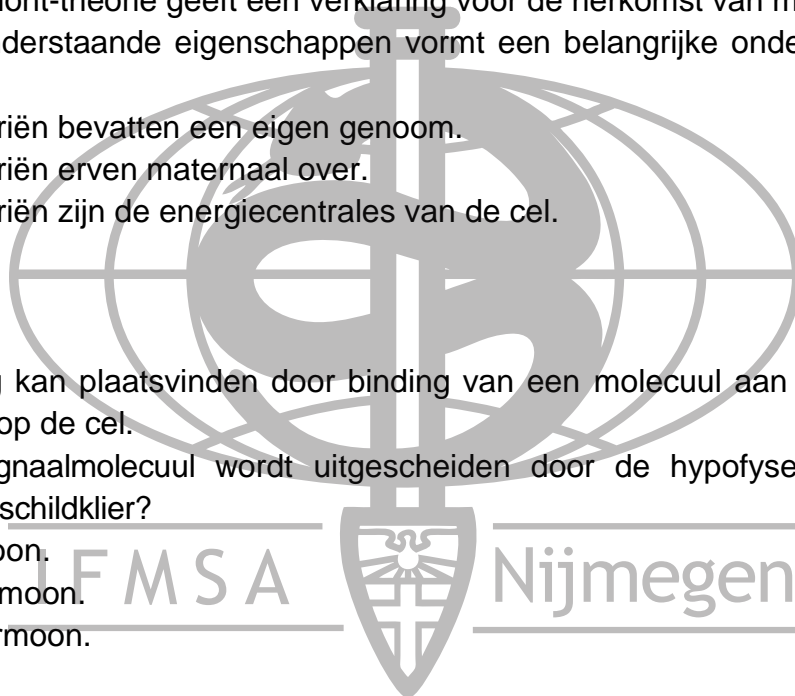 ont-theorie geeft een verklaring voor de herkomst van m
derstaande eigenschappen vormt een belangrijke onde
riën bevatten een eigen genoom.
riën erven maternaal over.
riën zijn de energiecentrales van de cel.
g kan plaatsvinden door binding van een molecuul aan
op de cel.
gnaalmolecuul wordt uitgescheiden door de hypofyse
schildklier?
oon.
moon.
rmoon.
IFMSA Nijmegen